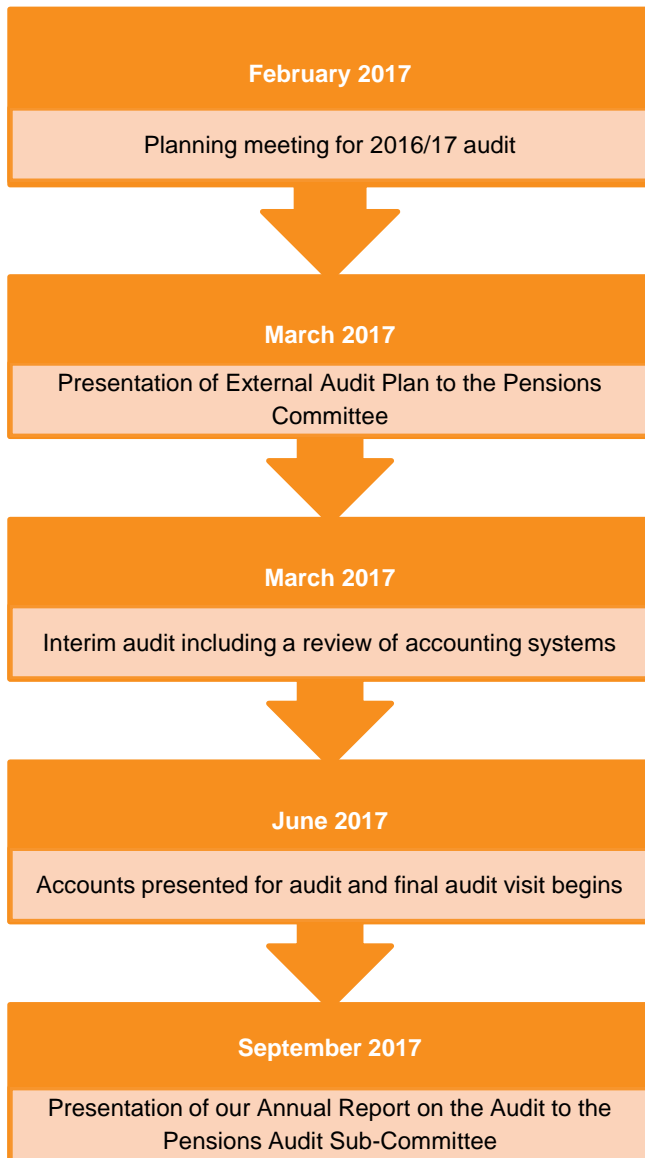 February 2017
Planning meeting for 2016/17 audit
March 2017
Presentation of External Audit Plan to the Pensions
Committee
March 2017
Interim audit including a review of accounting systems
June 2017
Accounts presented for audit and final audit visit begins
September 2017
Presentation of our Annual Report on the Audit to the
Pensions Audit Sub-Committee